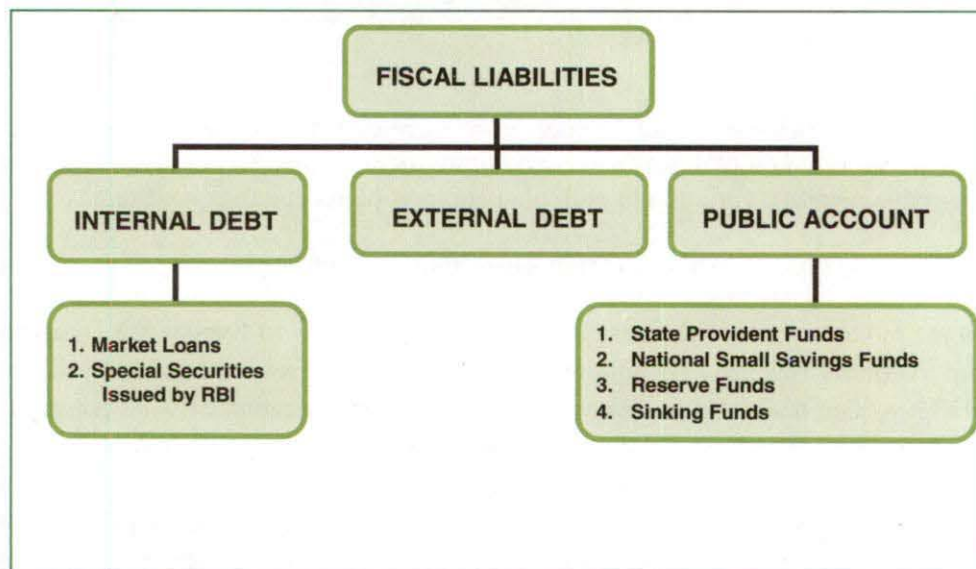 FISCAL LIABILITIES
INTERNAL DEBT
EXTERNAL DEBT
PUBLIC ACCOUNT
1. Market Loans
2. Special Securities
Issued by RBI
1. State Provident Funds
2. National Small Savings Funds
3. Reserve Funds
4. Sinking Funds